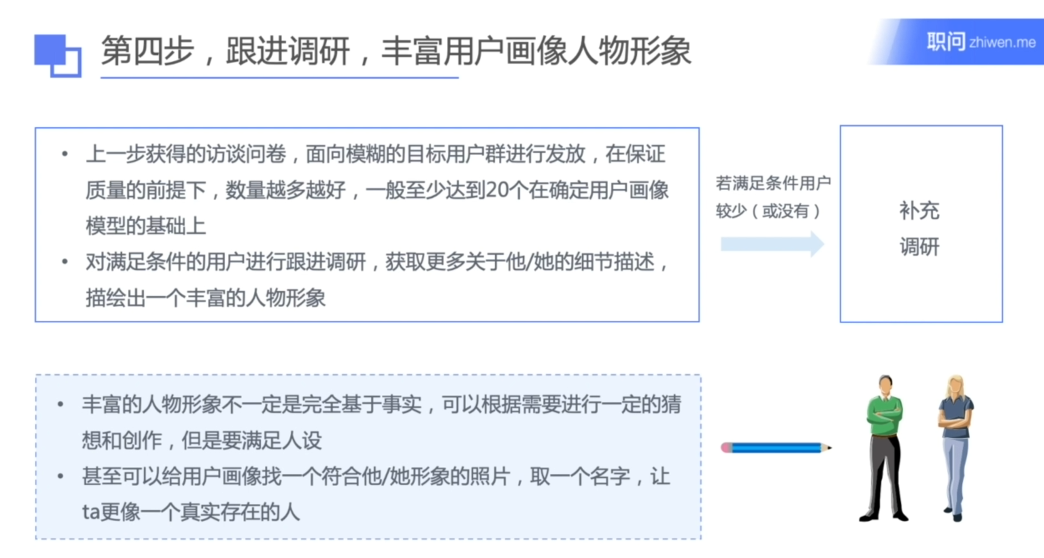 第四步，跟进调研，丰富用户画像人物形象
职问 zhiwen.me
• 上一步获得的访谈问卷，面向模糊的目标用户群进行发放，在保证
质量的前提下，数量越多越好，一般至少达到20个在确定用户画像
模型的基础上
• 对满足条件的用户进行跟进调研，获取更多关于他/她的细节描述，
描绘出一个丰富的人物形象
若满足条件用户
较少（或没有）
补充
调研
• 丰富的人物形象不一定是完全基于事实，可以根据需要进行一定的猜
想和创作，但是要满足人设
• 甚至可以给用户画像找一个符合他/她形象的照片，取一个名字，让
ta更像一个真实存在的人